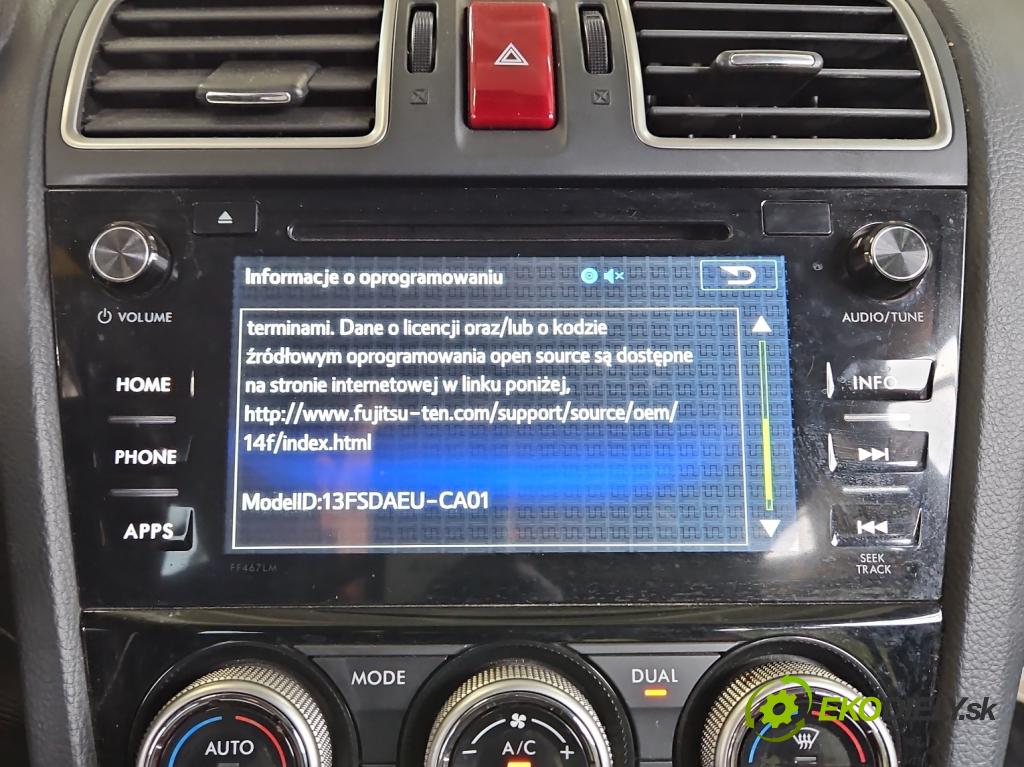 VOLUME
AUDIO/TUNE
HOME
PHONE
APPS
INFO
SEEK
TRACK
Informacje o oprogramowaniu
terminami. Dane o licencji oraz/lub o kodzie
źródłowym oprogramowania open source są dostępne
na stronie internetowej w linku poniżej,
http://www.fujitsu-ten.com/support/source/oem/
14f/index.html
ModelID:13FSDAEU-CA01
FF467LM
MODE
DUAL
AUTO
- A/C +